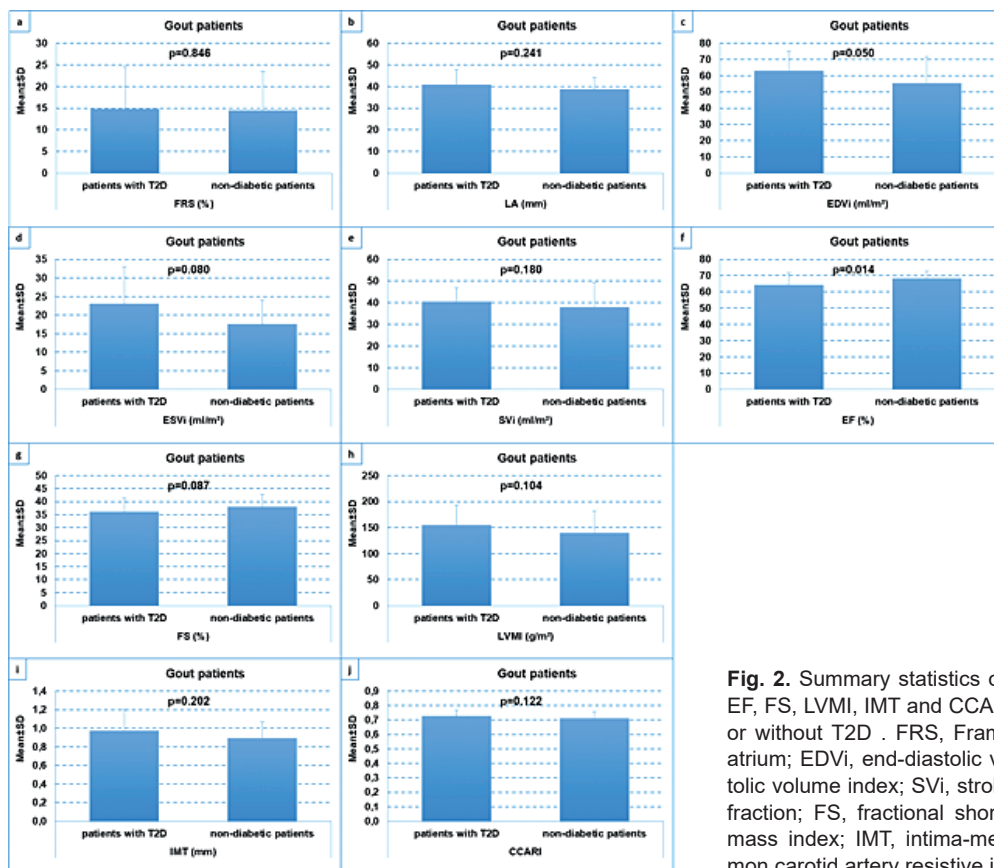 a
Gout patients
p=0.846
Mean±SD
30
25
20
15
10
5
0
patients with T2D non-diabetic patients
FRS (%)
b
Gout patients
p=0.241
Mean±SD
60
50
40
30
20
10
0
patients with T2D non-diabetic patients
LA (mm)
c
Gout patients
p=0.050
Mean±SD
80
70
60
50
40
30
20
10
0
patients with T2D non-diabetic patients
EDVi (ml/m²)
d
Gout patients
p=0.080
Mean±SD
35
30
25
20
15
10
5
0
patients with T2D non-diabetic patients
ESVi (ml/m²)
e
Gout patients
p=0.180
Mean±SD
60
50
40
30
20
10
0
patients with T2D non-diabetic patients
SVi (ml/m²)
f
Gout patients
p=0.014
Mean±SD
80
70
60
50
40
30
20
10
0
patients with T2D non-diabetic patients
EF (%)
g
Gout patients
p=0.087
Mean±SD
50
45
40
35
30
25
20
15
10
5
0
patients with T2D non-diabetic patients
FS (%)
h
Gout patients
p=0.104
Mean±SD
250
200
150
100
50
0
patients with T2D non-diabetic patients
LVMI (g/m²)
i
Gout patients
p=0.202
Mean±SD
1,4
1,2
1,0
0,8
0,6
0,4
0,2
0,0
patients with T2D non-diabetic patients
IMT (mm)
j
Gout patients
p=0.122
Mean±SD
0,9
0,8
0,7
0,6
0,5
0,4
0,3
0,2
0,1
0,0
patients with T2D non-diabetic patients
CCARI
Fig. 2. Summary statistics
EF, FS, LVMI, IMT and
or without T2D . FRS,
atrium; EDVi, end-diastolic
tolic volume index; SVi,
fraction; FS, fractional
mass index; IMT,
mon carotid artery resistive